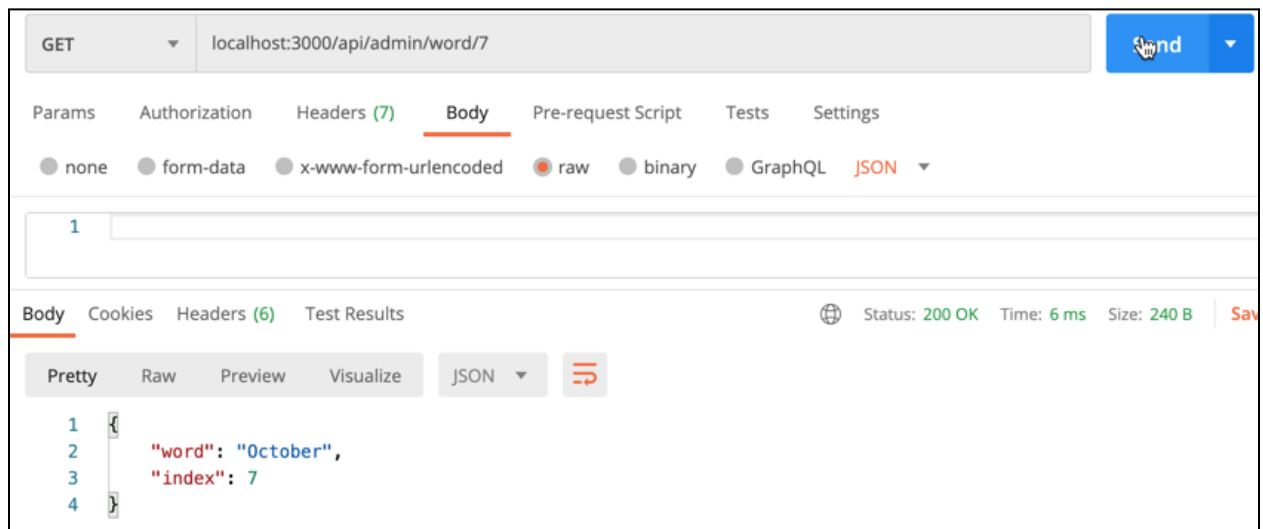 GET localhost:3000/api/admin/word/7 Send
Params Authorization Headers (7) Body Pre-request Script Tests Settings
none form-data x-www-form-urlencoded raw binary GraphQL JSON
1
Body Cookies Headers (6) Test Results Status: 200 OK Time: 6 ms Size: 240 B Sav
Pretty Raw Preview Visualize JSON
1 {
2 "word": "October",
3 "index": 7
4 }